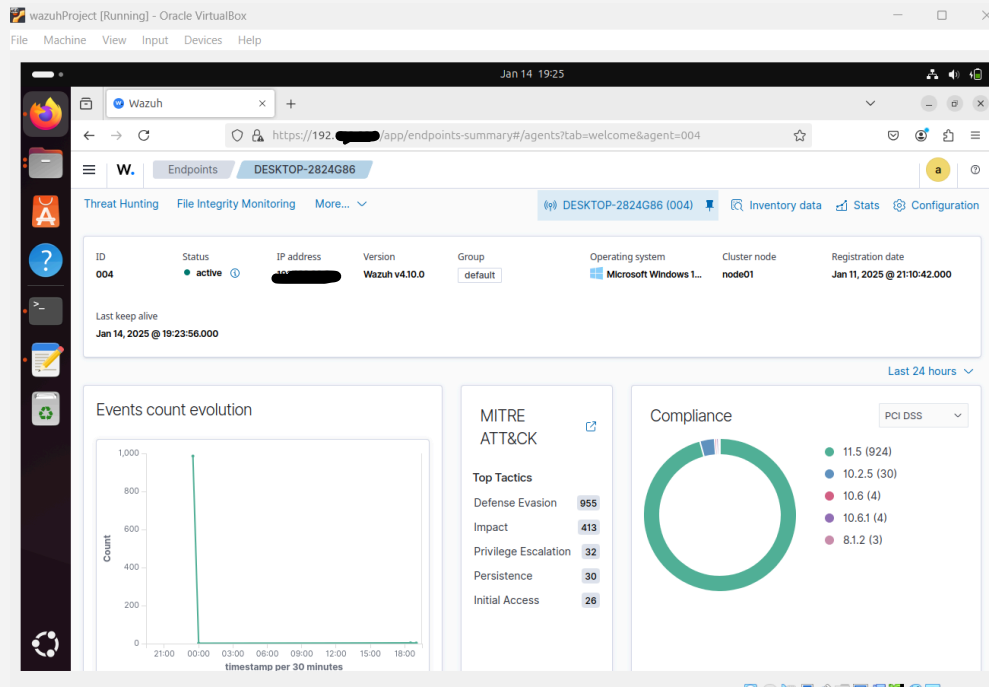 wazuhProject [Running] - Oracle VirtualBox
File Machine View Input Devices Help
Jan 14 19:25
Wazuh
https://192. /app/endpoints-summary#/agents?tab=welcome&agent=004
W. Endpoints DESKTOP-2824G86 a
Threat Hunting File Integrity Monitoring More... DESKTOP-2824G86 (004) Inventory data Stats Configuration
ID Status IP address Version Group Operating system Cluster node Registration date
004 active Wazuh v4.10.0 default Microsoft Windows 1... node01 Jan 11, 2025 @ 21:10:42.000
Last keep alive
Jan 14, 2025 @ 19:23:56.000
Last 24 hours
Events count evolution
1,000
800
600
400
200
0
Count
21:00 00:00 03:00 06:00 09:00 12:00 15:00 18:00
timestamp per 30 minutes
MITRE
ATT&CK
Top Tactics
Defense Evasion 955
Impact 413
Privilege Escalation 32
Persistence 30
Initial Access 26
Compliance PCI DSS
11.5 (924)
10.2.5 (30)
10.6 (4)
10.6.1 (4)
8.1.2 (3)